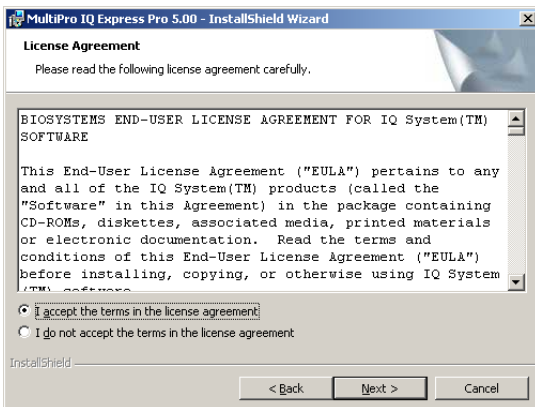 MultiPro IQ Express Pro 5.00 - InstallShield Wizard
License Agreement
Please read the following license agreement carefully.
BIOSYSTEMS END-USER LICENSE AGREEMENT FOR IQ System(TM)
SOFTWARE
This End-User License Agreement ("EULA") pertains to any
and all of the IQ System(TM) products (called the
"Software" in this Agreement) in the package containing
CD-ROMs, diskettes, associated media, printed materials
or electronic documentation.  Read the terms and
conditions of this End-User License Agreement ("EULA")
before installing, copying, or otherwise using IQ System
(TM) software
I accept the terms in the license agreement
I do not accept the terms in the license agreement
InstallShield
< Back
Next >
Cancel